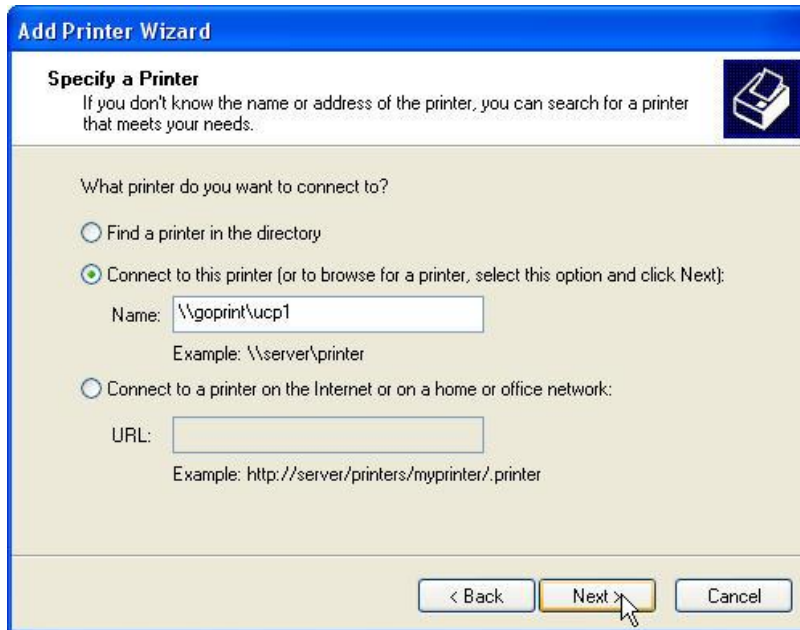 Add Printer Wizard
Specify a Printer
If you don't know the name or address of the printer, you can search for a printer
that meets your needs.
What printer do you want to connect to?
Find a printer in the directory
Connect to this printer (or to browse for a printer, select this option and click Next):
Name: \\goprint\ucp1
Example: \\server\printer
Connect to a printer on the Internet or on a home or office network:
URL:
Example: http://server/printers/myprinter/.printer
< Back Next > Cancel